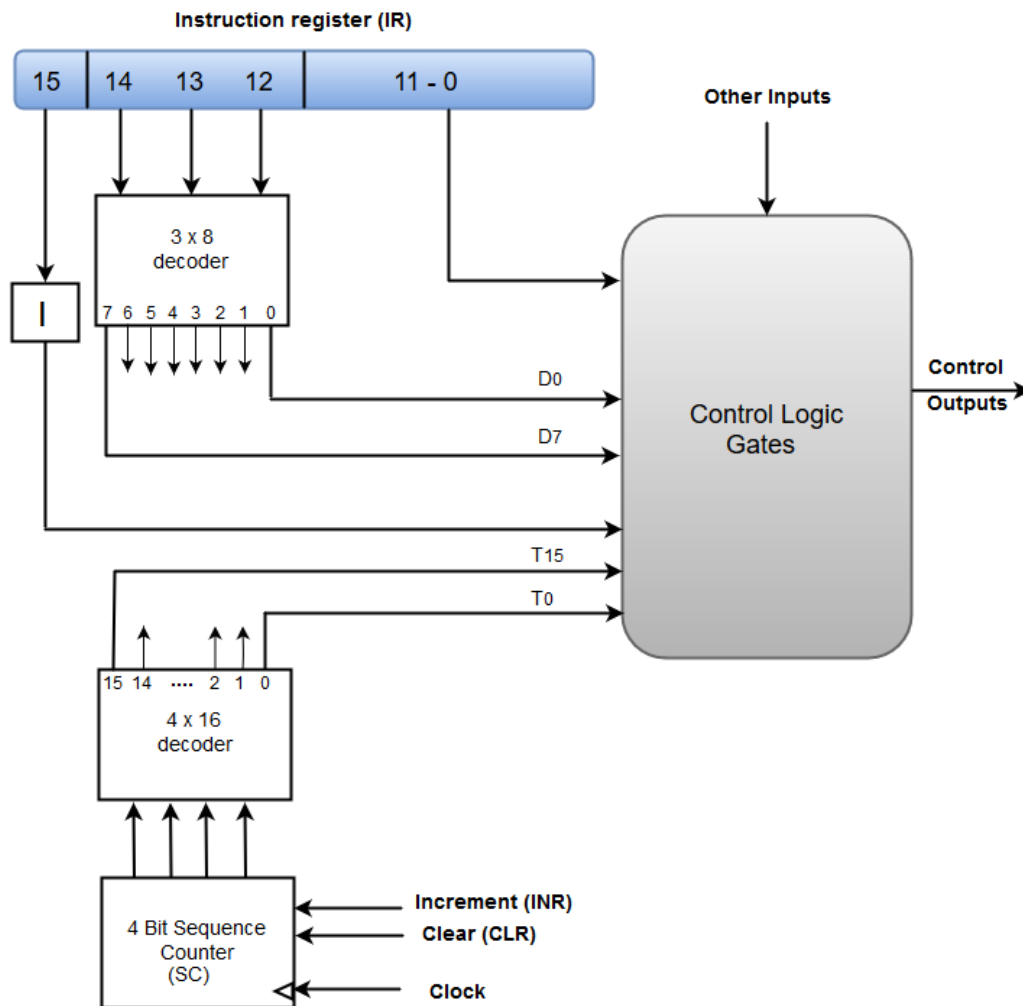 Instruction register (IR)
15 14 13 12 11 - 0
Other Inputs
3 x 8
decoder
I
7 6 5 4 3 2 1 0
D0
Control
Outputs
Control Logic
Gates
D7
T15
T0
15 14 .... 2 1 0
4 x 16
decoder
Increment (INR)
4 Bit Sequence
Counter
(SC)
Clear (CLR)
Clock